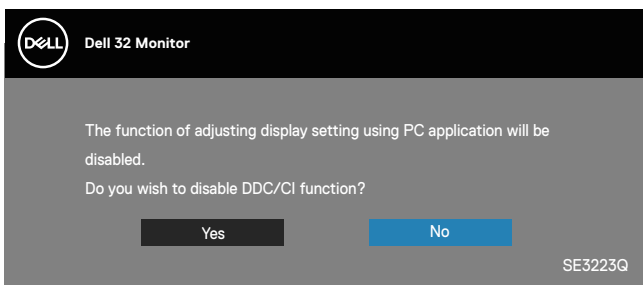 DELL
Dell 32 Monitor
The function of adjusting display setting using PC application will be
disabled.
Do you wish to disable DDC/CI function?
Yes
No
SE3223Q